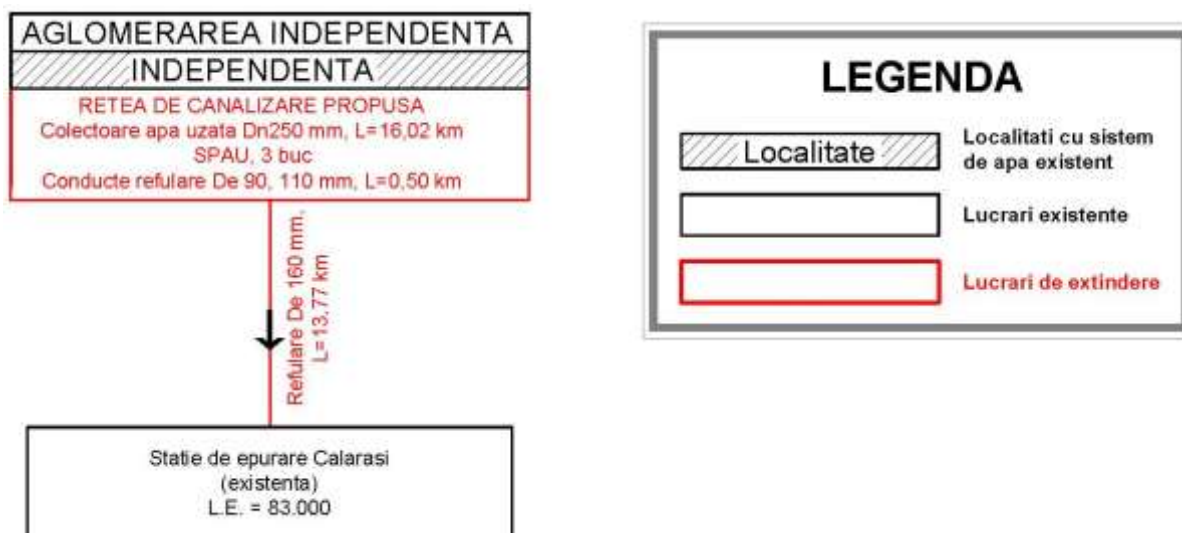 AGLOMERAREA INDEPENDENTA
INDEPENDENTA
RETEA DE CANALIZARE PROPUSA
Colectoare apa uzata Dn250 mm, L=16,02 km
SPAU, 3 buc
Conducte refulare De 90, 110 mm, L=0,50 km
Refulare De 160 mm,
L=13,77 km
Statie de epurare Calarasi
(existenta)
L.E. = 83.000
LEGENDA
Localitate
Localitati cu sistem
de apa existent
Lucrari existente
Lucrari de extindere